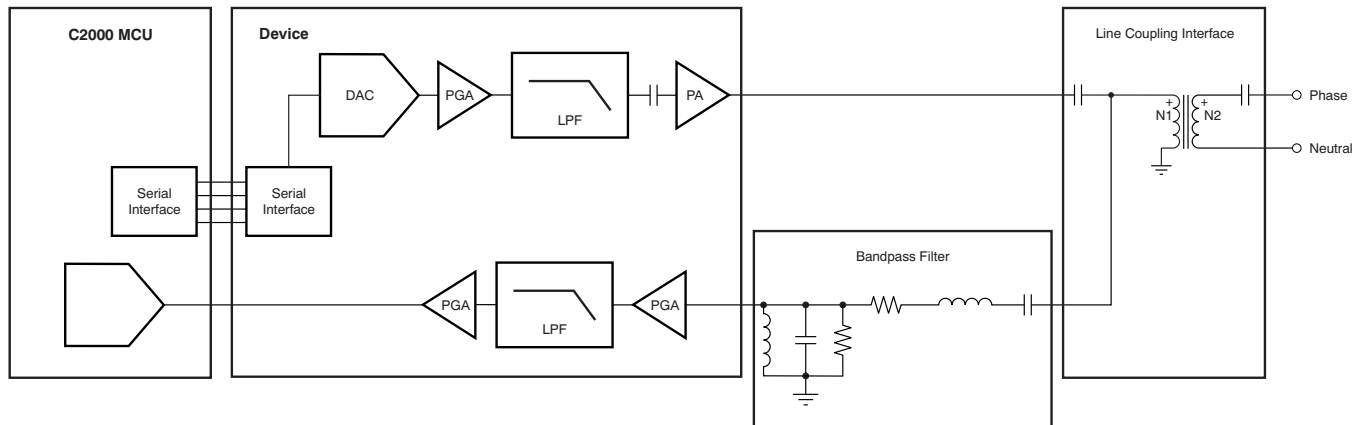 C2000 MCU
Device
Line Coupling Interface
DAC
PGA
LPF
PA
+
N1
+
N2
Phase
Neutral
Serial
Interface
Serial
Interface
Bandpass Filter
PGA
LPF
PGA